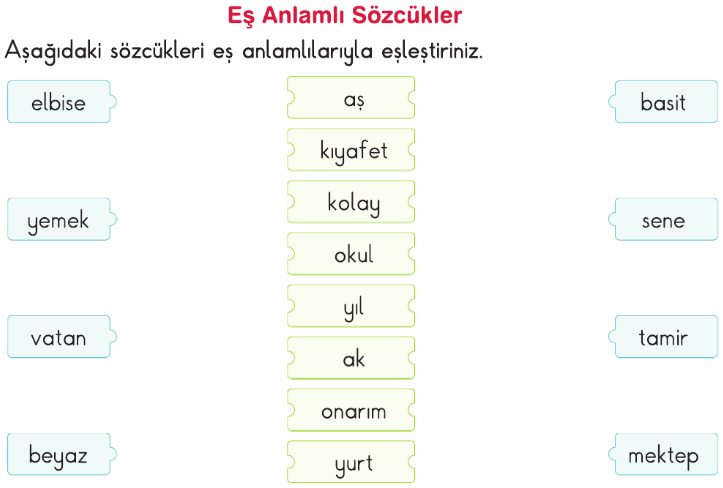 Eş Anlamlı Sözcükler
Aşağıdaki sözcükleri eş anlamlılarıyla eşleştiriniz.
elbise
yemek
vatan
beyaz
aş
kıyafet
kolay
okul
yıl
ak
onarım
yurt
basit
sene
tamir
mektep